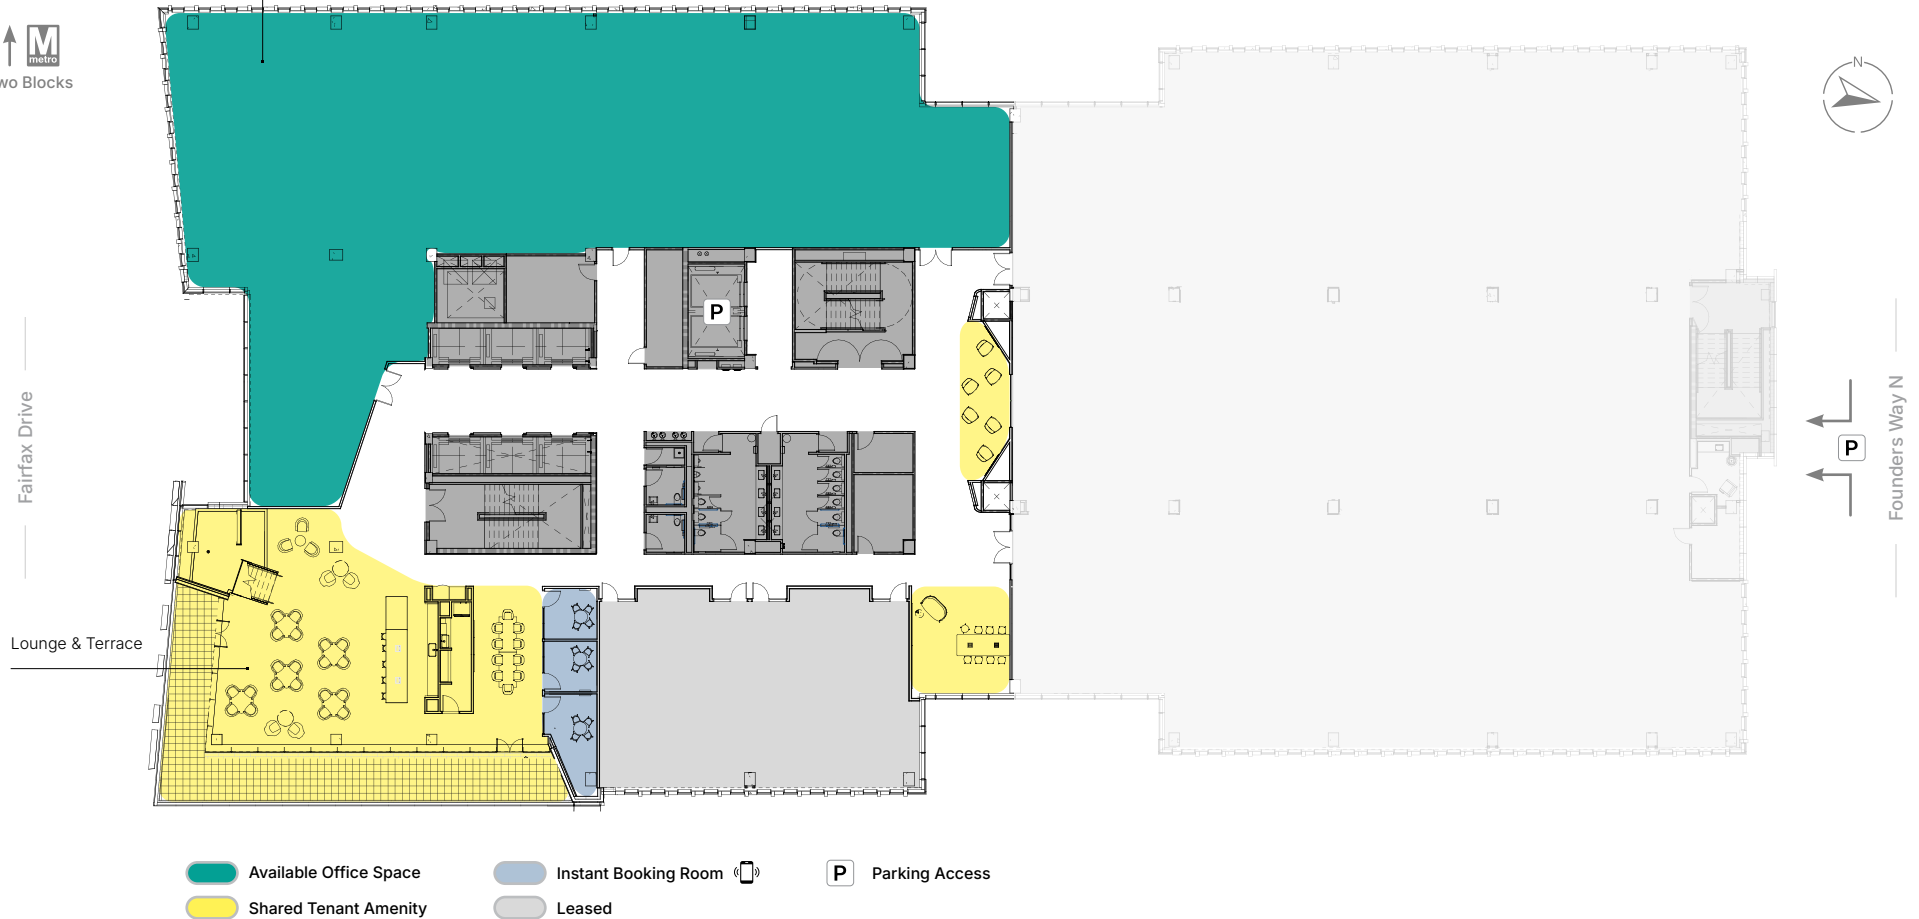 M
metro
wo Blocks
N
P
Fairfax Drive
P
Founders Way N
Lounge & Terrace
Available Office Space
Instant Booking Room
P Parking Access
Shared Tenant Amenity
Leased